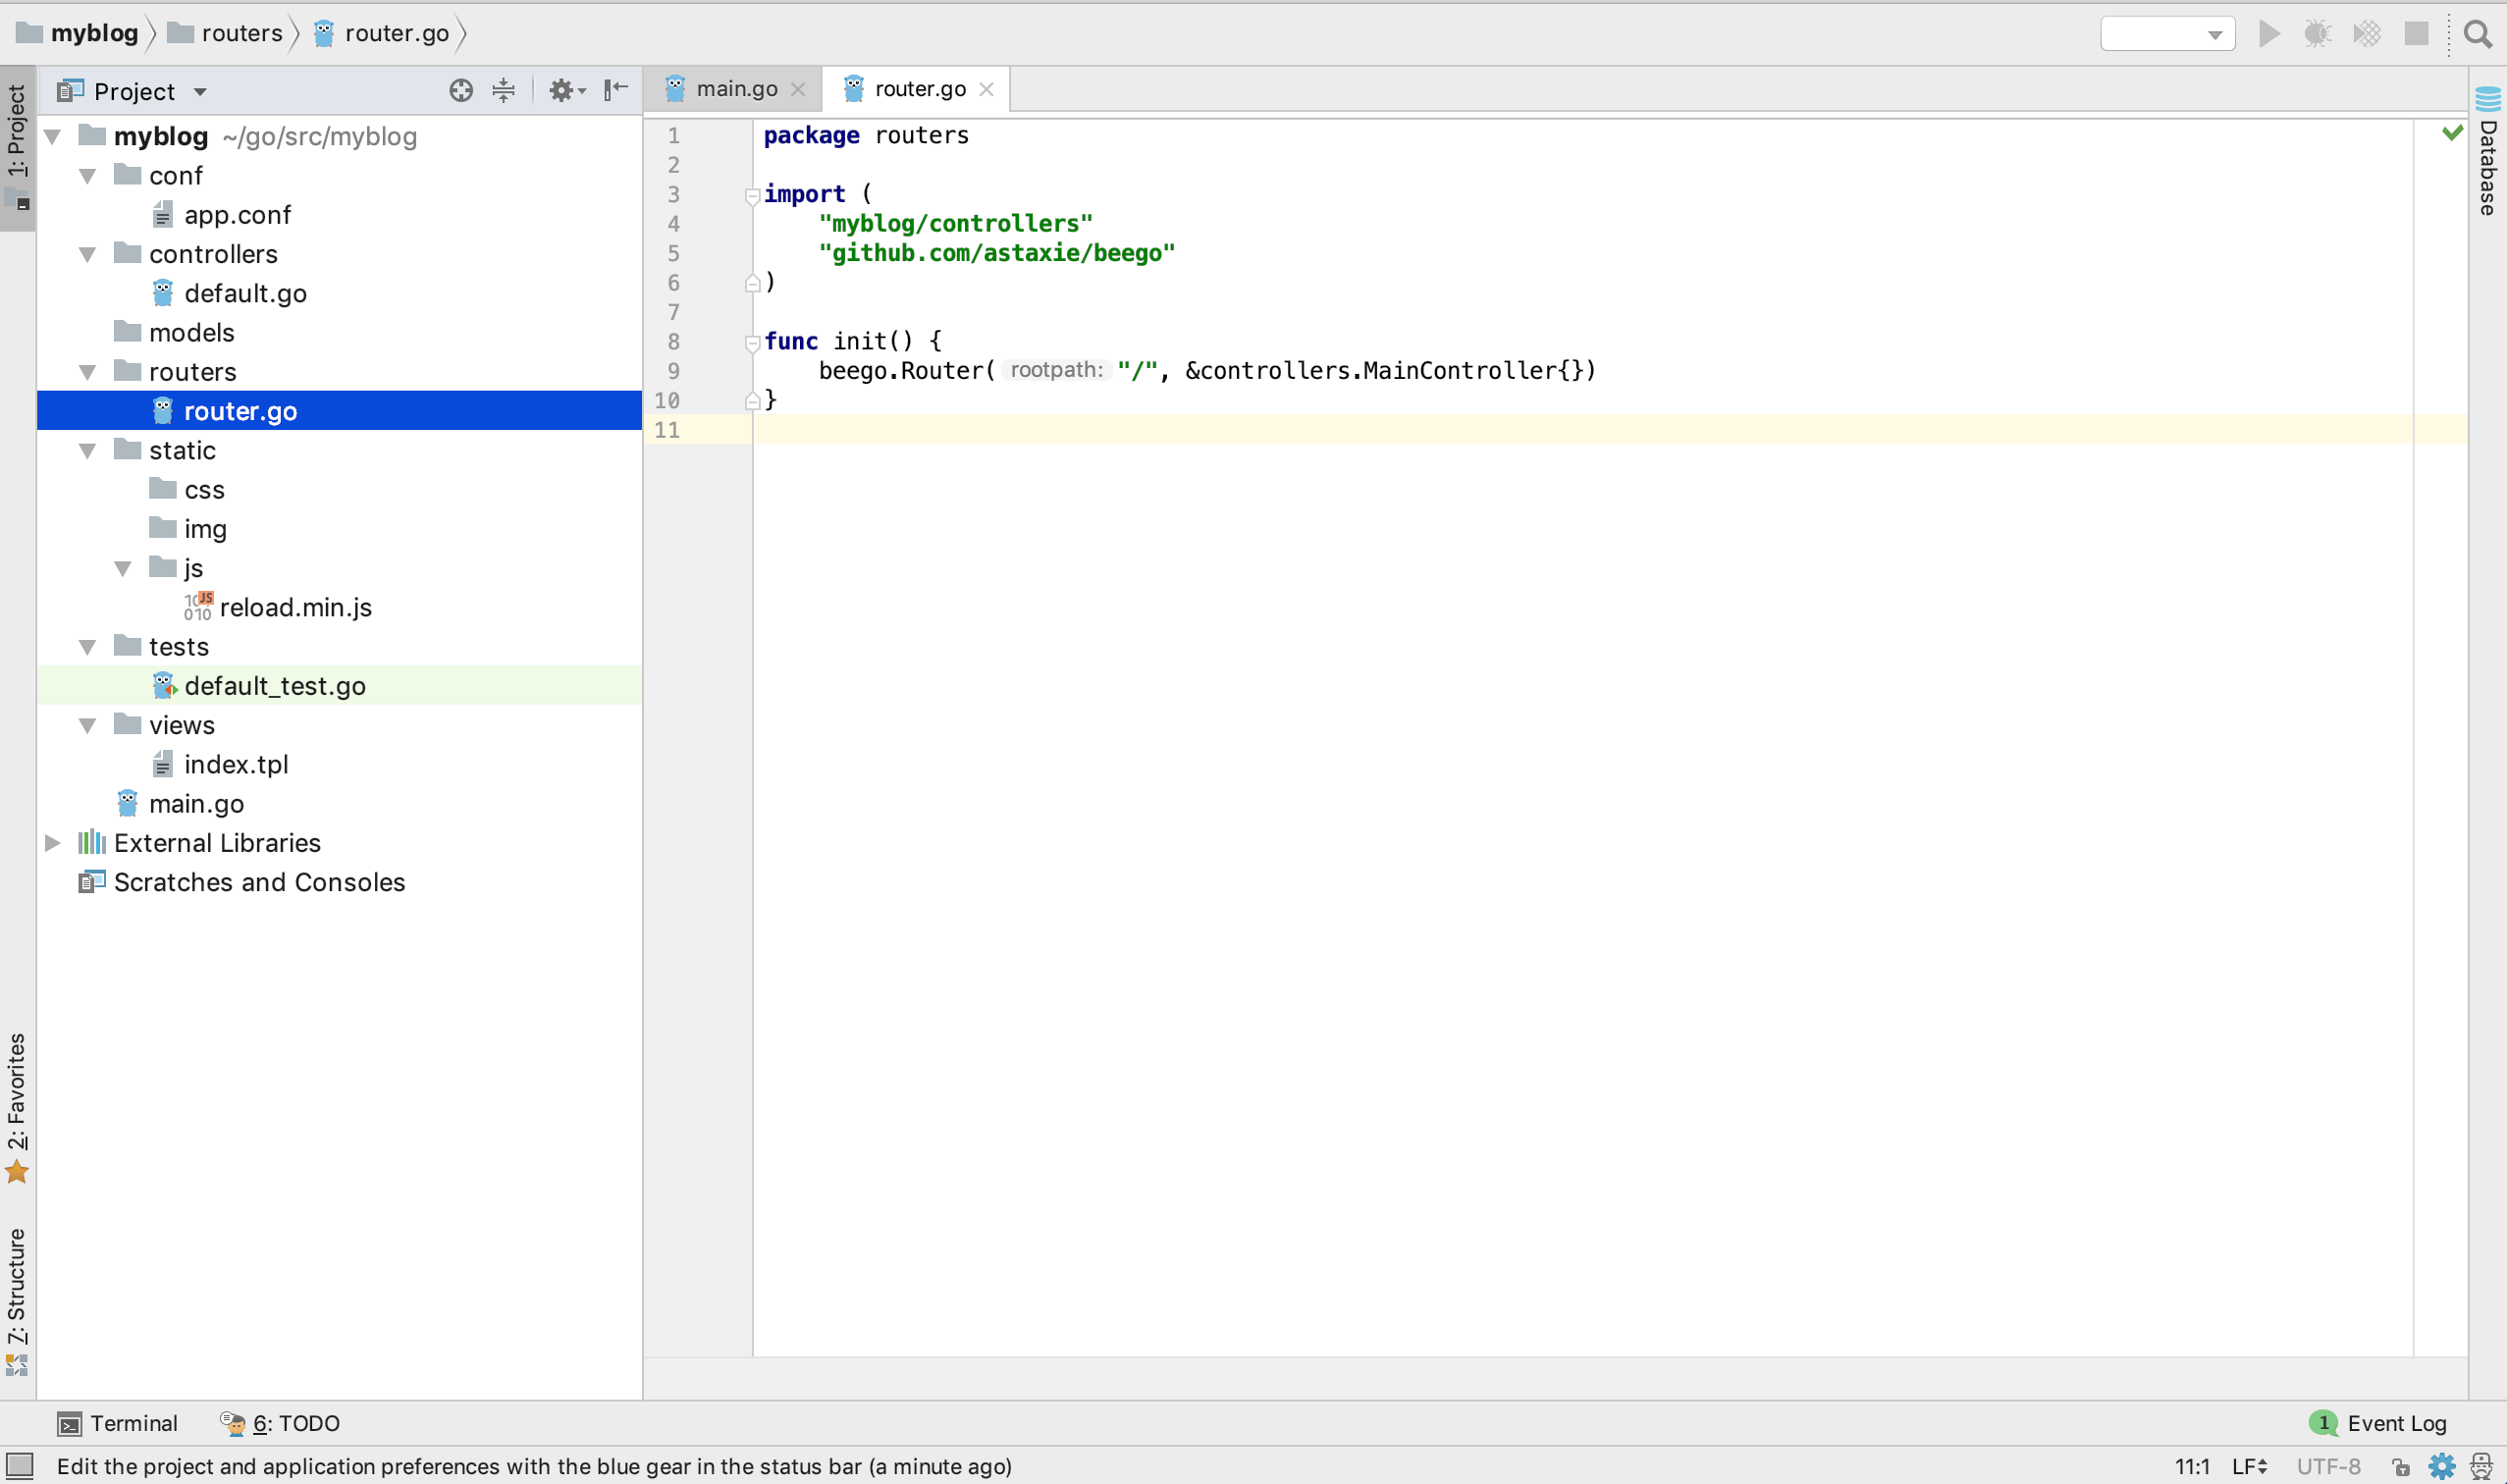 myblog routers router.go
1: Project
Project
myblog ~/go/src/myblog
conf
app.conf
controllers
default.go
models
routers
router.go
static
css
img
js
reload.min.js
tests
default_test.go
views
index.tpl
main.go
External Libraries
Scratches and Consoles
2: Favorites
7: Structure
main.go router.go
1 package routers
2
3 import (
4 "myblog/controllers"
5 "github.com/astaxie/beego"
6 )
7
8 func init() {
9 beego.Router( rootpath: "/", &controllers.MainController{})
10 }
11
Database
Terminal 6: TODO 1 Event Log
Edit the project and application preferences with the blue gear in the status bar (a minute ago) 11:1 LF UTF-8